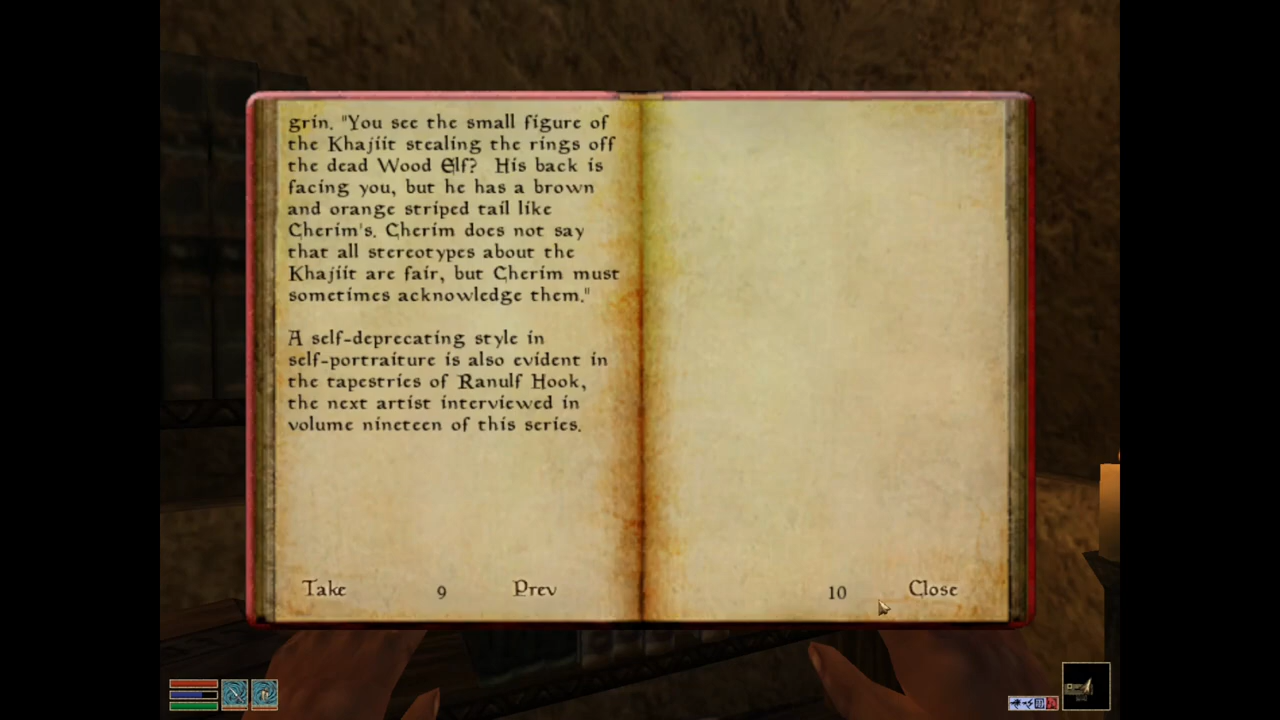 grin. "You see the small figure of
the Khajiit stealing the rings off
the dead Wood Elf?  His back is
facing you, but he has a brown
and orange striped tail like
Cherim's. Cherim does not say
that all stereotypes about the
Khajiit are fair, but Cherim must
sometimes acknowledge them."
A self-deprecating style in
self-portraiture is also evident in
the tapestries of Ranulf Hook,
the next artist interviewed in
volume nineteen of this series.
Take 9 Prev
10 Close